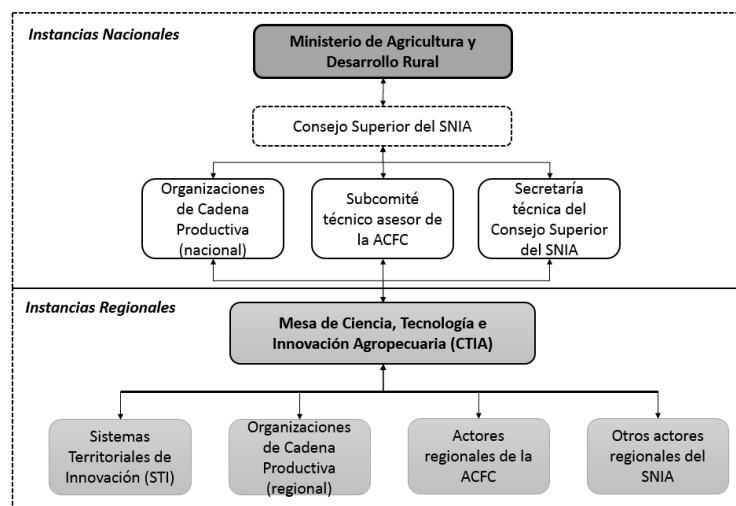 Instancias Nacionales
Ministerio de Agricultura y
Desarrollo Rural
Consejo Superior del SNIA
Organizaciones
de Cadena
Productiva
(nacional)
Subcomité
técnico asesor de
la ACFC
Secretaría
técnica del
Consejo Superior
del SNIA
Instancias Regionales
Mesa de Ciencia, Tecnología e
Innovación Agropecuaria (CTIA)
Sistemas
Territoriales de
Innovación (STI)
Organizaciones
de Cadena
Productiva
(regional)
Actores
regionales de la
ACFC
Otros actores
regionales del
SNIA